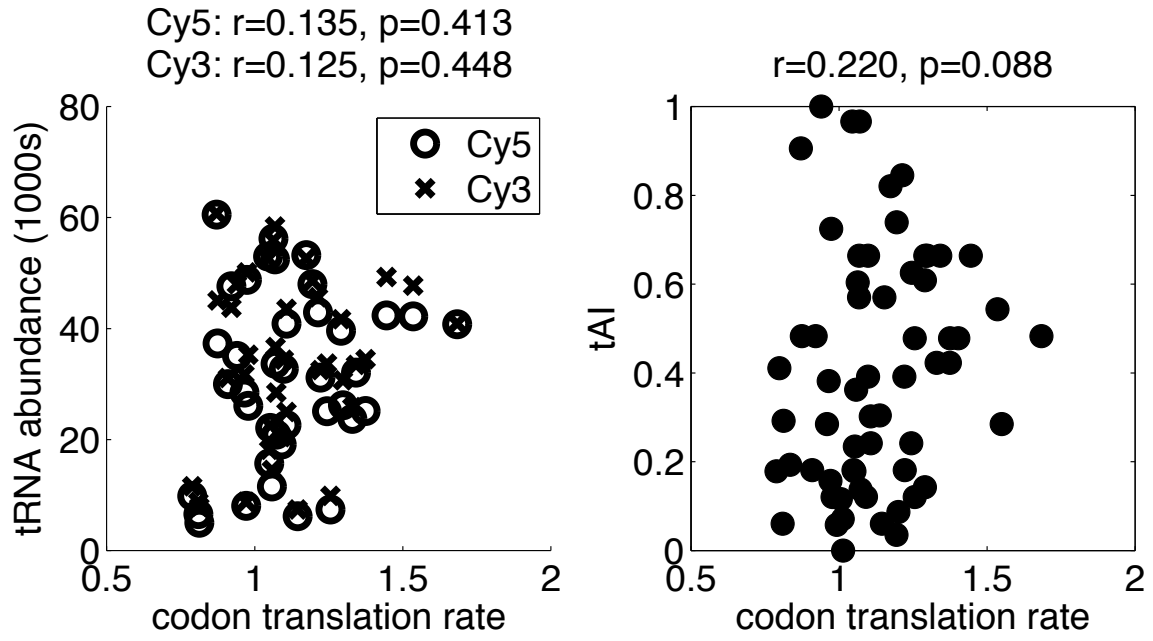 Cy5: r=0.135, p=0.413
Cy3: r=0.125, p=0.448
80
60
40
20
0
0.5
1
1.5
2
tRNA abundance (1000s)
codon translation rate
Cy5
Cy3
r=0.220, p=0.088
1
0.8
0.6
0.4
0.2
0
0.5
1
1.5
2
tAI
codon translation rate